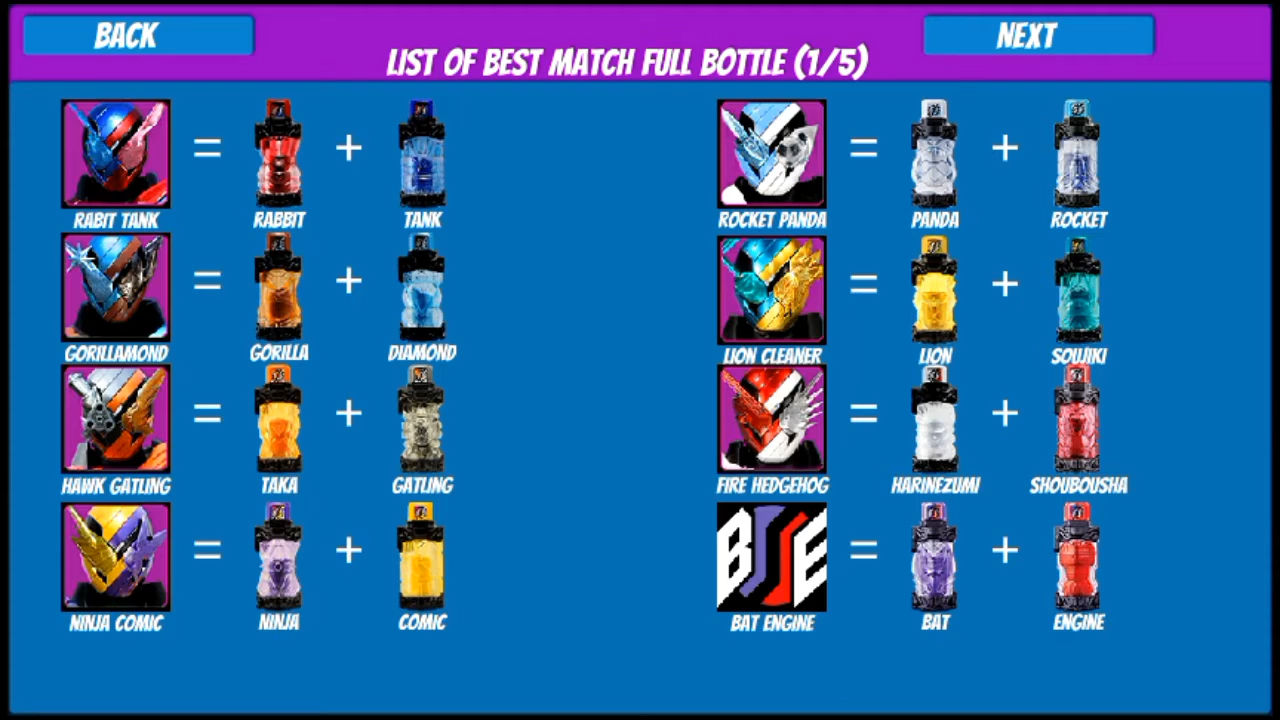 BACK
NEXT
LIST OF BEST MATCH FULL BOTTLE (1/5)
= +
= +
RABIT TANK RABBIT TANK
ROCKET PANDA PANDA ROCKET
= +
= +
GORILLAMOND GORILLA DIAMOND
LION CLEANER LION SOUJIKI
= +
= +
HAWK GATLING TAKA GATLING
FIRE HEDGEHOG HARINEZUMI SHOUBOUSHA
= +
BE = +
NINJA COMIC NINJA COMIC
BAT ENGINE BAT ENGINE